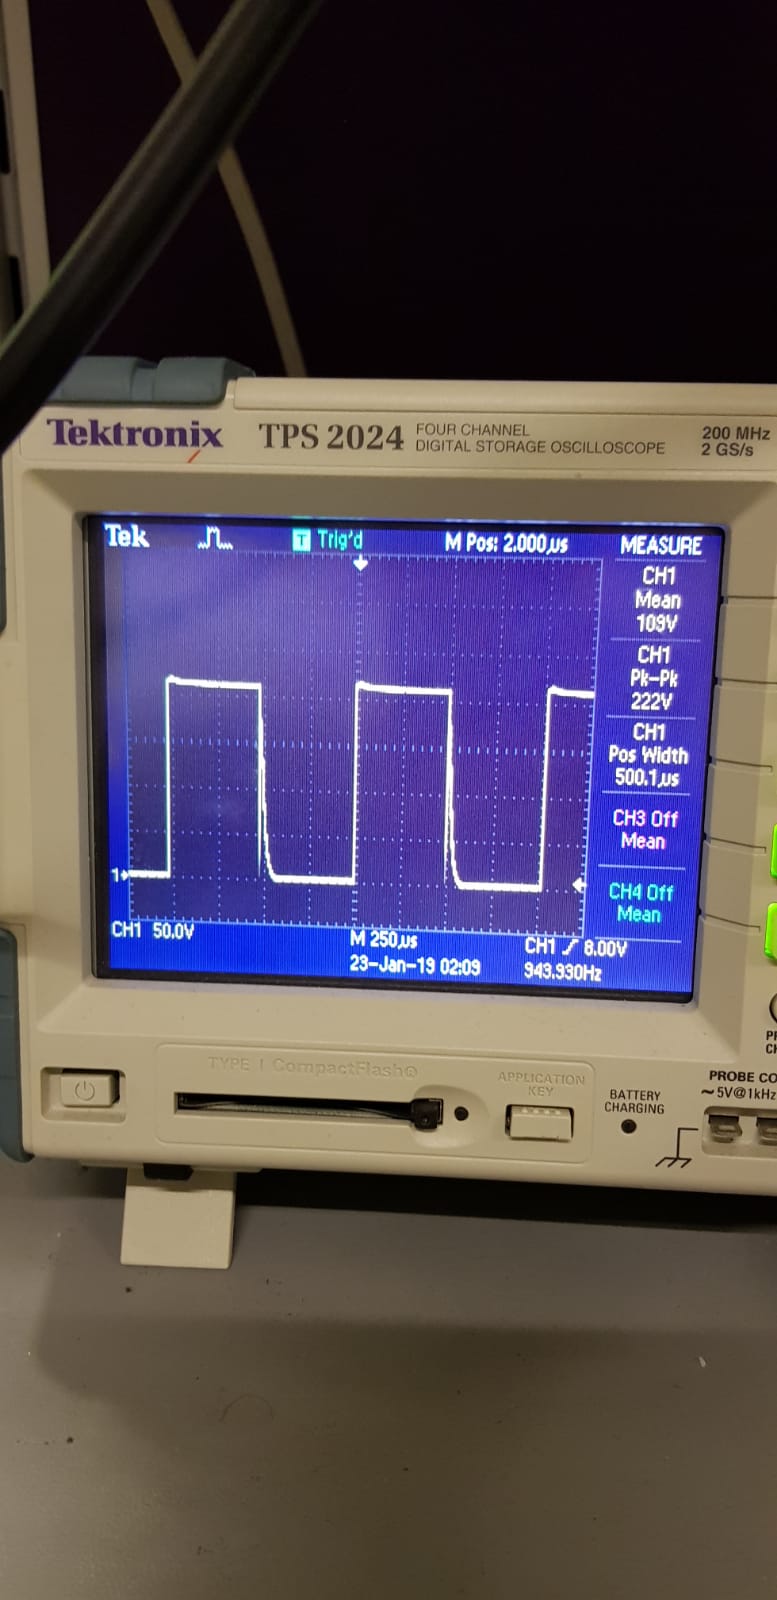 Tektronix TPS 2024 FOUR CHANNEL
DIGITAL STORAGE OSCILLOSCOPE
200 MHz
2 GS/s
Tek T Trig'd M Pos: 2.000µs MEASURE
CH1
Mean
109V
CH1
Pk-Pk
222V
CH1
Pos Width
500.1µs
CH3 Off
Mean
CH4 Off
Mean
1
CH1 50.0V M 250µs CH1 8.00V
23-Jan-19 02:09 949.930Hz
TYPE I CompactFlash®
APPLICATION
KEY
BATTERY
CHARGING
PROBE CO
~5V@1kHz